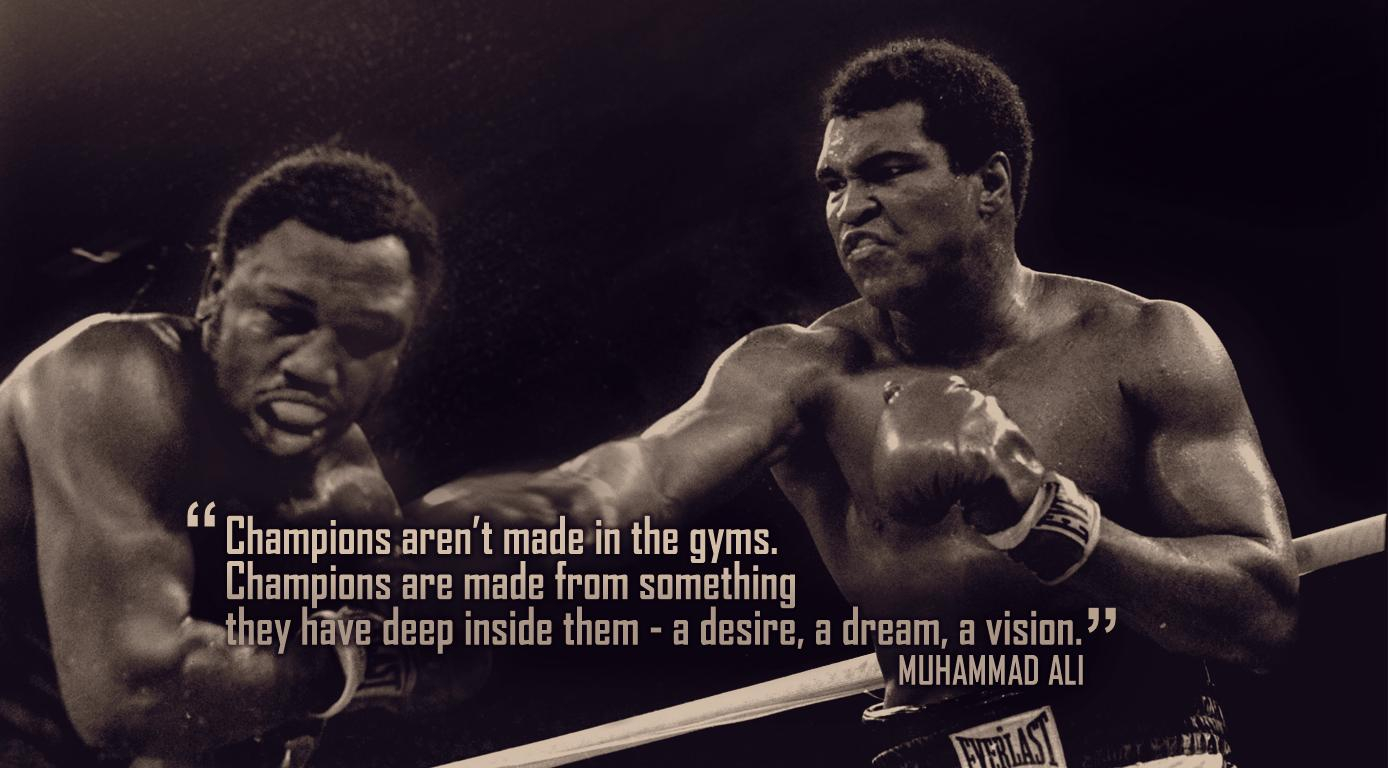 “Champions aren’t made in the gyms.
Champions are made from something
they have deep inside them - a desire, a dream, a vision.”
MUHAMMAD ALI
EVERLAST